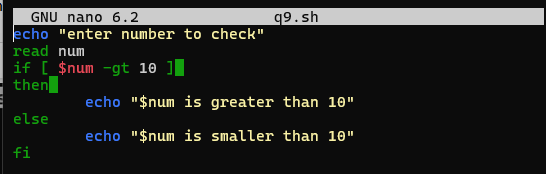 GNU nano 6.2 q9.sh
echo "enter number to check"
read num
if [ $num -gt 10 ]
then
echo "$num is greater than 10"
else
echo "$num is smaller than 10"
fi